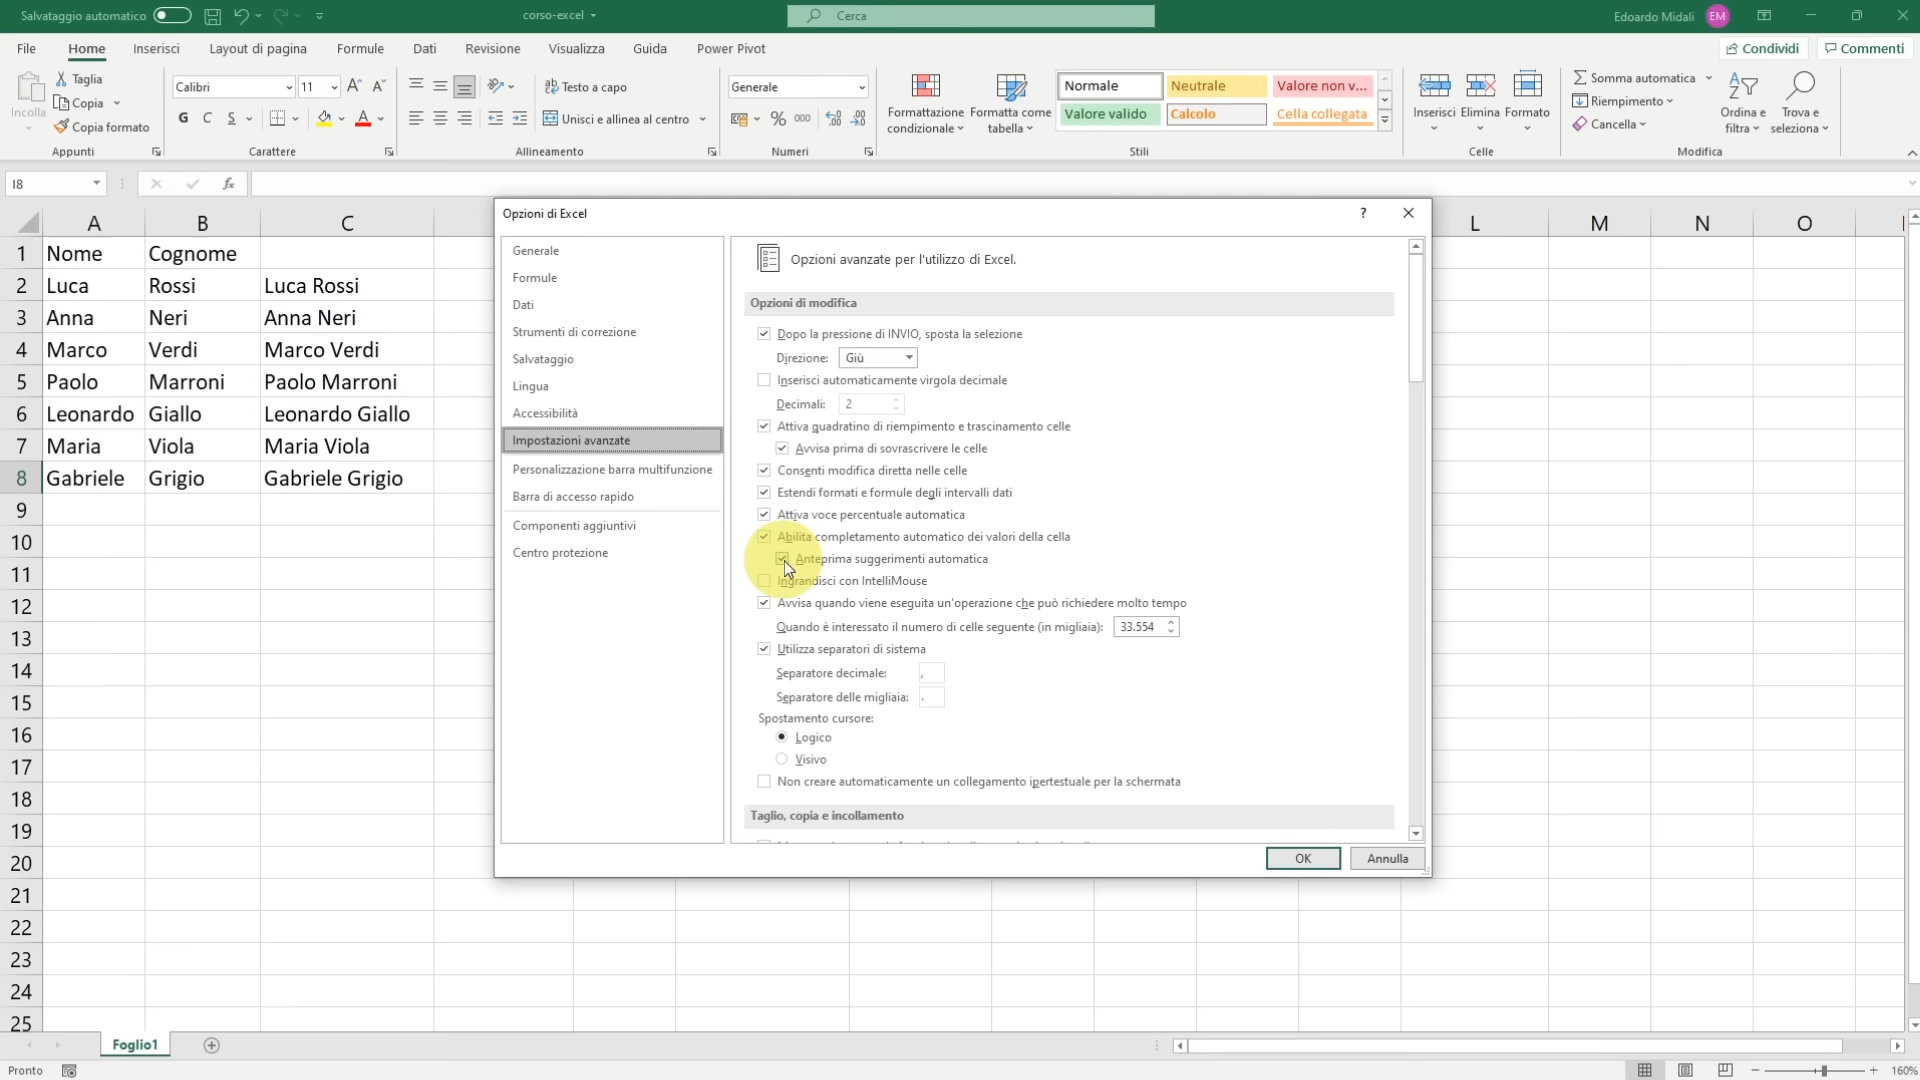 Salvataggio automatico
corso-excel
Cerca
Edoardo Midali EM
File Home Inserisci Layout di pagina Formule Dati Revisione Visualizza Guida Power Pivot Condividi Commenti
Incolla
Taglia
Copia
Copia formato
Appunti
Calibri 11
G C S
Carattere
Testo a capo
Unisci e allinea al centro
Allineamento
Generale
% 000
Numeri
Formattazione condizionale
Formatta come tabella
Normale Neutrale Valore non v...
Valore valido Calcolo Cella collegata
Stili
Inserisci Elimina Formato
Celle
Somma automatica
Riempimento
Cancella
Ordina e filtra
Trova e seleziona
Modifica
I8 fx
A B C L M N O
1 Nome Cognome
2 Luca Rossi Luca Rossi
3 Anna Neri Anna Neri
4 Marco Verdi Marco Verdi
5 Paolo Marroni Paolo Marroni
6 Leonardo Giallo Leonardo Giallo
7 Maria Viola Maria Viola
8 Gabriele Grigio Gabriele Grigio
9
10
11
12
13
14
15
16
17
18
19
20
21
22
23
24
25
Opzioni di Excel ?
Generale
Formule
Dati
Strumenti di correzione
Salvataggio
Lingua
Accessibilità
Impostazioni avanzate
Personalizzazione barra multifunzione
Barra di accesso rapido
Componenti aggiuntivi
Centro protezione
Opzioni avanzate per l'utilizzo di Excel.
Opzioni di modifica
Dopo la pressione di INVIO, sposta la selezione
Direzione: Giù
Inserisci automaticamente virgola decimale
Decimali: 2
Attiva quadratino di riempimento e trascinamento celle
Avvisa prima di sovrascrivere le celle
Consenti modifica diretta nelle celle
Estendi formati e formule degli intervalli dati
Attiva voce percentuale automatica
Abilita completamento automatico dei valori della cella
Anteprima suggerimenti automatica
Ingrandisci con IntelliMouse
Avvisa quando viene eseguita un'operazione che può richiedere molto tempo
Quando è interessato il numero di celle seguente (in migliaia): 33.554
Utilizza separatori di sistema
Separatore decimale: ,
Separatore delle migliaia: .
Spostamento cursore:
Logico
Visivo
Non creare automaticamente un collegamento ipertestuale per la schermata
Taglio, copia e incollamento
OK Annulla
Foglio1
Pronto
160%